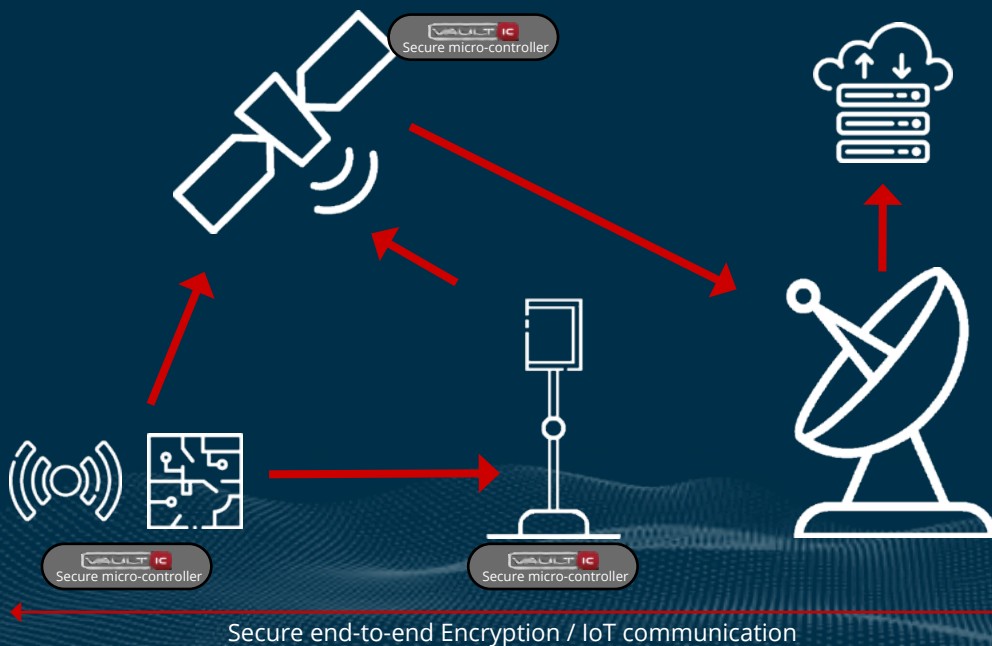 VAULT IC
Secure micro-controller
VAULT IC
Secure micro-controller
VAULT IC
Secure micro-controller
Secure end-to-end Encryption / IoT communication